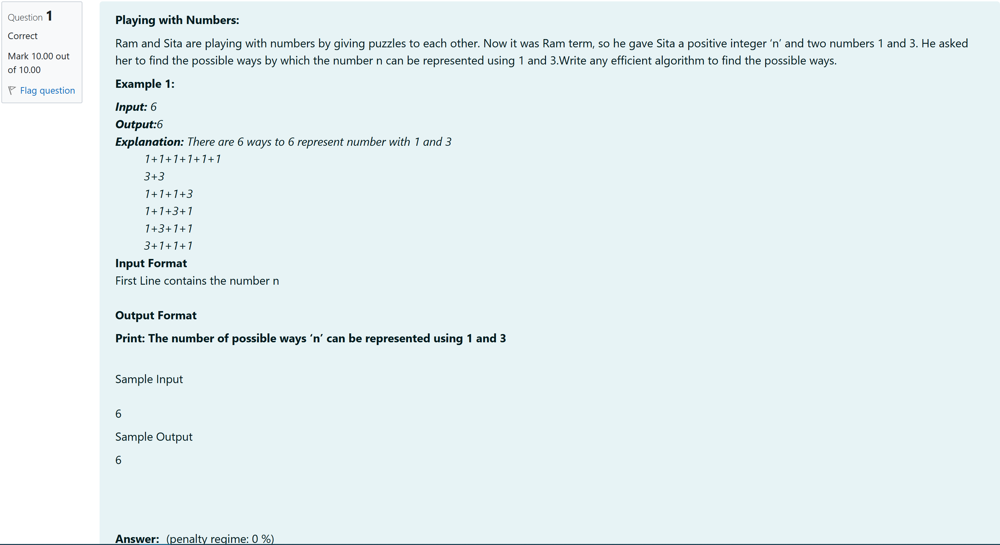 Question 1
Correct
Mark 10.00 out
of 10.00
Flag question
Playing with Numbers:
Ram and Sita are playing with numbers by giving puzzles to each other. Now it was Ram term, so he gave Sita a positive integer ‘n’ and two numbers 1 and 3. He asked
her to find the possible ways by which the number n can be represented using 1 and 3.Write any efficient algorithm to find the possible ways.
Example 1:
Input: 6
Output:6
Explanation: There are 6 ways to 6 represent number with 1 and 3
1+1+1+1+1+1
3+3
1+1+1+3
1+1+3+1
1+3+1+1
3+1+1+1
Input Format
First Line contains the number n
Output Format
Print: The number of possible ways ‘n’ can be represented using 1 and 3
Sample Input
6
Sample Output
6
Answer: (penalty regime: 0 %)